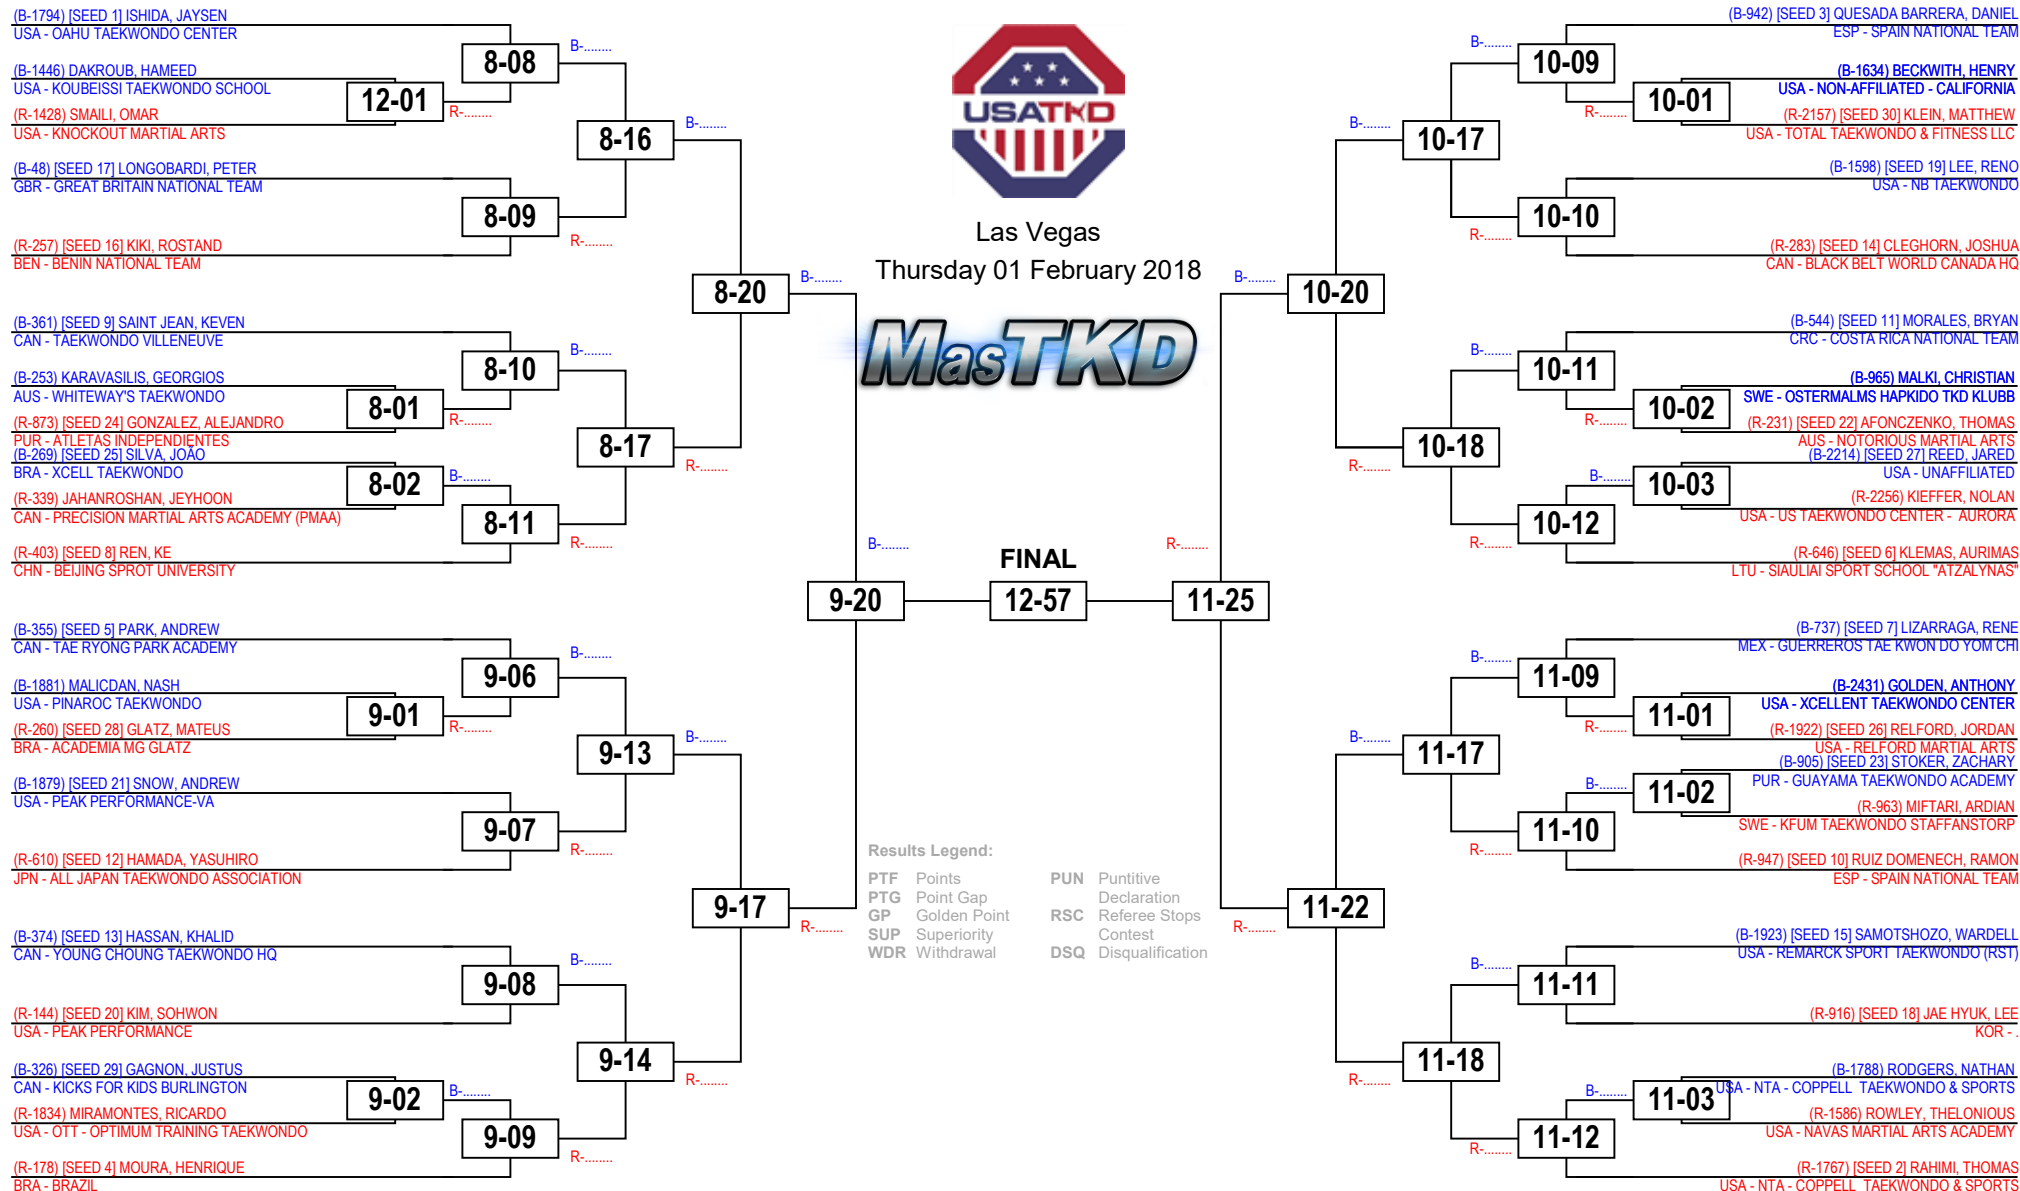 (B-1794) [SEED 1] ISHIDA, JAYSEN
USA - OAHU TAEKWONDO CENTER
(B-1446) DAKROUB, HAMEED
USA - KOUBEISSI TAEKWONDO SCHOOL
(R-1428) SMAILI, OMAR
USA - KNOCKOUT MARTIAL ARTS
(B-48) [SEED 17] LONGOBARDI, PETER
GBR - GREAT BRITAIN NATIONAL TEAM
(R-257) [SEED 16] KIKI, ROSTAND
BEN - BENIN NATIONAL TEAM
(B-361) [SEED 9] SAINT JEAN, KEVEN
CAN - TAEKWONDO VILLENEUVE
(B-253) KARAVASILIS, GEORGIOS
AUS - WHITEWAY'S TAEKWONDO
(R-873) [SEED 24] GONZALEZ, ALEJANDRO
PUR - ATLETAS INDEPENDIENTES
(B-269) [SEED 25] SILVA, JOÃO
BRA - XCELL TAEKWONDO
(R-339) JAHANROSHAN, JEYHOON
CAN - PRECISION MARTIAL ARTS ACADEMY (PMAA)
(R-403) [SEED 8] REN, KE
CHN - BEIJING SPROT UNIVERSITY
(B-355) [SEED 5] PARK, ANDREW
CAN - TAE RYONG PARK ACADEMY
(B-1881) MALICDAN, NASH
USA - PINAROC TAEKWONDO
(R-260) [SEED 28] GLATZ, MATEUS
BRA - ACADEMIA MG GLATZ
(B-1879) [SEED 21] SNOW, ANDREW
USA - PEAK PERFORMANCE-VA
(R-610) [SEED 12] HAMADA, YASUHIRO
JPN - ALL JAPAN TAEKWONDO ASSOCIATION
(B-374) [SEED 13] HASSAN, KHALID
CAN - YOUNG CHOUNG TAEKWONDO HQ
(R-144) [SEED 20] KIM, SOHWON
USA - PEAK PERFORMANCE
(B-326) [SEED 29] GAGNON, JUSTUS
CAN - KICKS FOR KIDS BURLINGTON
(R-1834) MIRAMONTES, RICARDO
USA - OTT - OPTIMUM TRAINING TAEKWONDO
(R-178) [SEED 4] MOURA, HENRIQUE
BRA - BRAZIL
12-01
R-........
8-01
R-........
8-02
B-........
9-01
R-........
9-02
B-........
8-08
B-........
8-09
R-........
8-10
B-........
8-11
R-........
9-06
B-........
9-07
R-........
9-08
B-........
9-09
R-........
8-16
B-........
8-17
R-........
9-13
B-........
9-14
R-........
8-20
B-........
9-17
R-........
B-........
9-20
USATKD
Las Vegas
Thursday 01 February 2018
MasTKD
FINAL
12-57
Results Legend:
PTF Points
PTG Point Gap
GP Golden Point
SUP Superiority
WDR Withdrawal
PUN Puntitive
Declaration
RSC Referee Stops
Contest
DSQ Disqualification
R-........
11-25
B-........
10-20
R-........
11-22
B-........
10-17
R-........
10-18
B-........
11-17
R-........
11-18
B-........
10-09
R-........
10-10
B-........
10-11
R-........
10-12
B-........
11-09
R-........
11-10
B-........
11-11
R-........
11-12
R-........
10-01
R-........
10-02
B-........
10-03
R-........
11-01
B-........
11-02
B-........
11-03
(B-942) [SEED 3] QUESADA BARRERA, DANIEL
ESP - SPAIN NATIONAL TEAM
(B-1634) BECKWITH, HENRY
USA - NON-AFFILIATED - CALIFORNIA
(R-2157) [SEED 30] KLEIN, MATTHEW
USA - TOTAL TAEKWONDO & FITNESS LLC
(B-1598) [SEED 19] LEE, RENO
USA - NB TAEKWONDO
(R-283) [SEED 14] CLEGHORN, JOSHUA
CAN - BLACK BELT WORLD CANADA HQ
(B-544) [SEED 11] MORALES, BRYAN
CRC - COSTA RICA NATIONAL TEAM
(B-965) MALKI, CHRISTIAN
SWE - OSTERMALMS HAPKIDO TKD KLUBB
(R-231) [SEED 22] AFONCZENKO, THOMAS
AUS - NOTORIOUS MARTIAL ARTS
(B-2214) [SEED 27] REED, JARED
USA - UNAFFILIATED
(R-2256) KIEFFER, NOLAN
USA - US TAEKWONDO CENTER - AURORA
(R-646) [SEED 6] KLEMAS, AURIMAS
LTU - SIAULIAI SPORT SCHOOL "ATZALYNAS"
(B-737) [SEED 7] LIZARRAGA, RENE
MEX - GUERREROS TAE KWON DO YOM CHI
(B-2431) GOLDEN, ANTHONY
USA - XCELLENT TAEKWONDO CENTER
(R-1922) [SEED 26] RELFORD, JORDAN
USA - RELFORD MARTIAL ARTS
(B-905) [SEED 23] STOKER, ZACHARY
PUR - GUAYAMA TAEKWONDO ACADEMY
(R-963) MIFTARI, ARDIAN
SWE - KFUM TAEKWONDO STAFFANSTORP
(R-947) [SEED 10] RUIZ DOMENECH, RAMON
ESP - SPAIN NATIONAL TEAM
(B-1923) [SEED 15] SAMOTSHOZO, WARDELL
USA - REMARCK SPORT TAEKWONDO (RST)
(R-916) [SEED 18] JAE HYUK, LEE
KOR - .
(B-1788) RODGERS, NATHAN
USA - NTA - COPPELL TAEKWONDO & SPORTS
(R-1586) ROWLEY, THELONIOUS
USA - NAVAS MARTIAL ARTS ACADEMY
(R-1767) [SEED 2] RAHIMI, THOMAS
USA - NTA - COPPELL TAEKWONDO & SPORTS